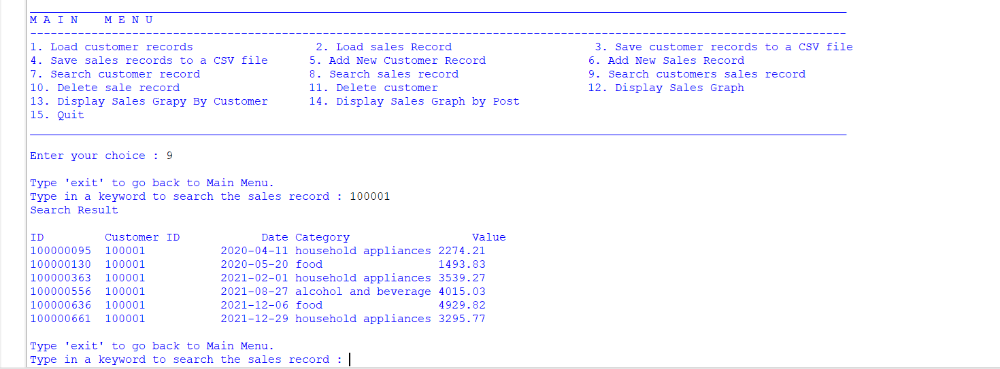 M A I N    M E N U
------------------------------------------------------------------------------------------------------------------------
1. Load customer records                  2. Load sales Record                     3. Save customer records to a CSV file
4. Save sales records to a CSV file      5. Add New Customer Record               6. Add New Sales Record
7. Search customer record                8. Search sales record                   9. Search customers sales record
10. Delete sale record                   11. Delete customer                      12. Display Sales Graph
13. Display Sales Grapy By Customer      14. Display Sales Graph by Post
15. Quit
Enter your choice : 9
Type 'exit' to go back to Main Menu.
Type in a keyword to search the sales record : 100001
Search Result
ID         Customer ID            Date Category                  Value
100000095  100001           2020-04-11 household appliances 2274.21
100000130  100001           2020-05-20 food                 1493.83
100000363  100001           2021-02-01 household appliances 3539.27
100000556  100001           2021-08-27 alcohol and beverage 4015.03
100000636  100001           2021-12-06 food                 4929.82
100000661  100001           2021-12-29 household appliances 3295.77
Type 'exit' to go back to Main Menu.
Type in a keyword to search the sales record :